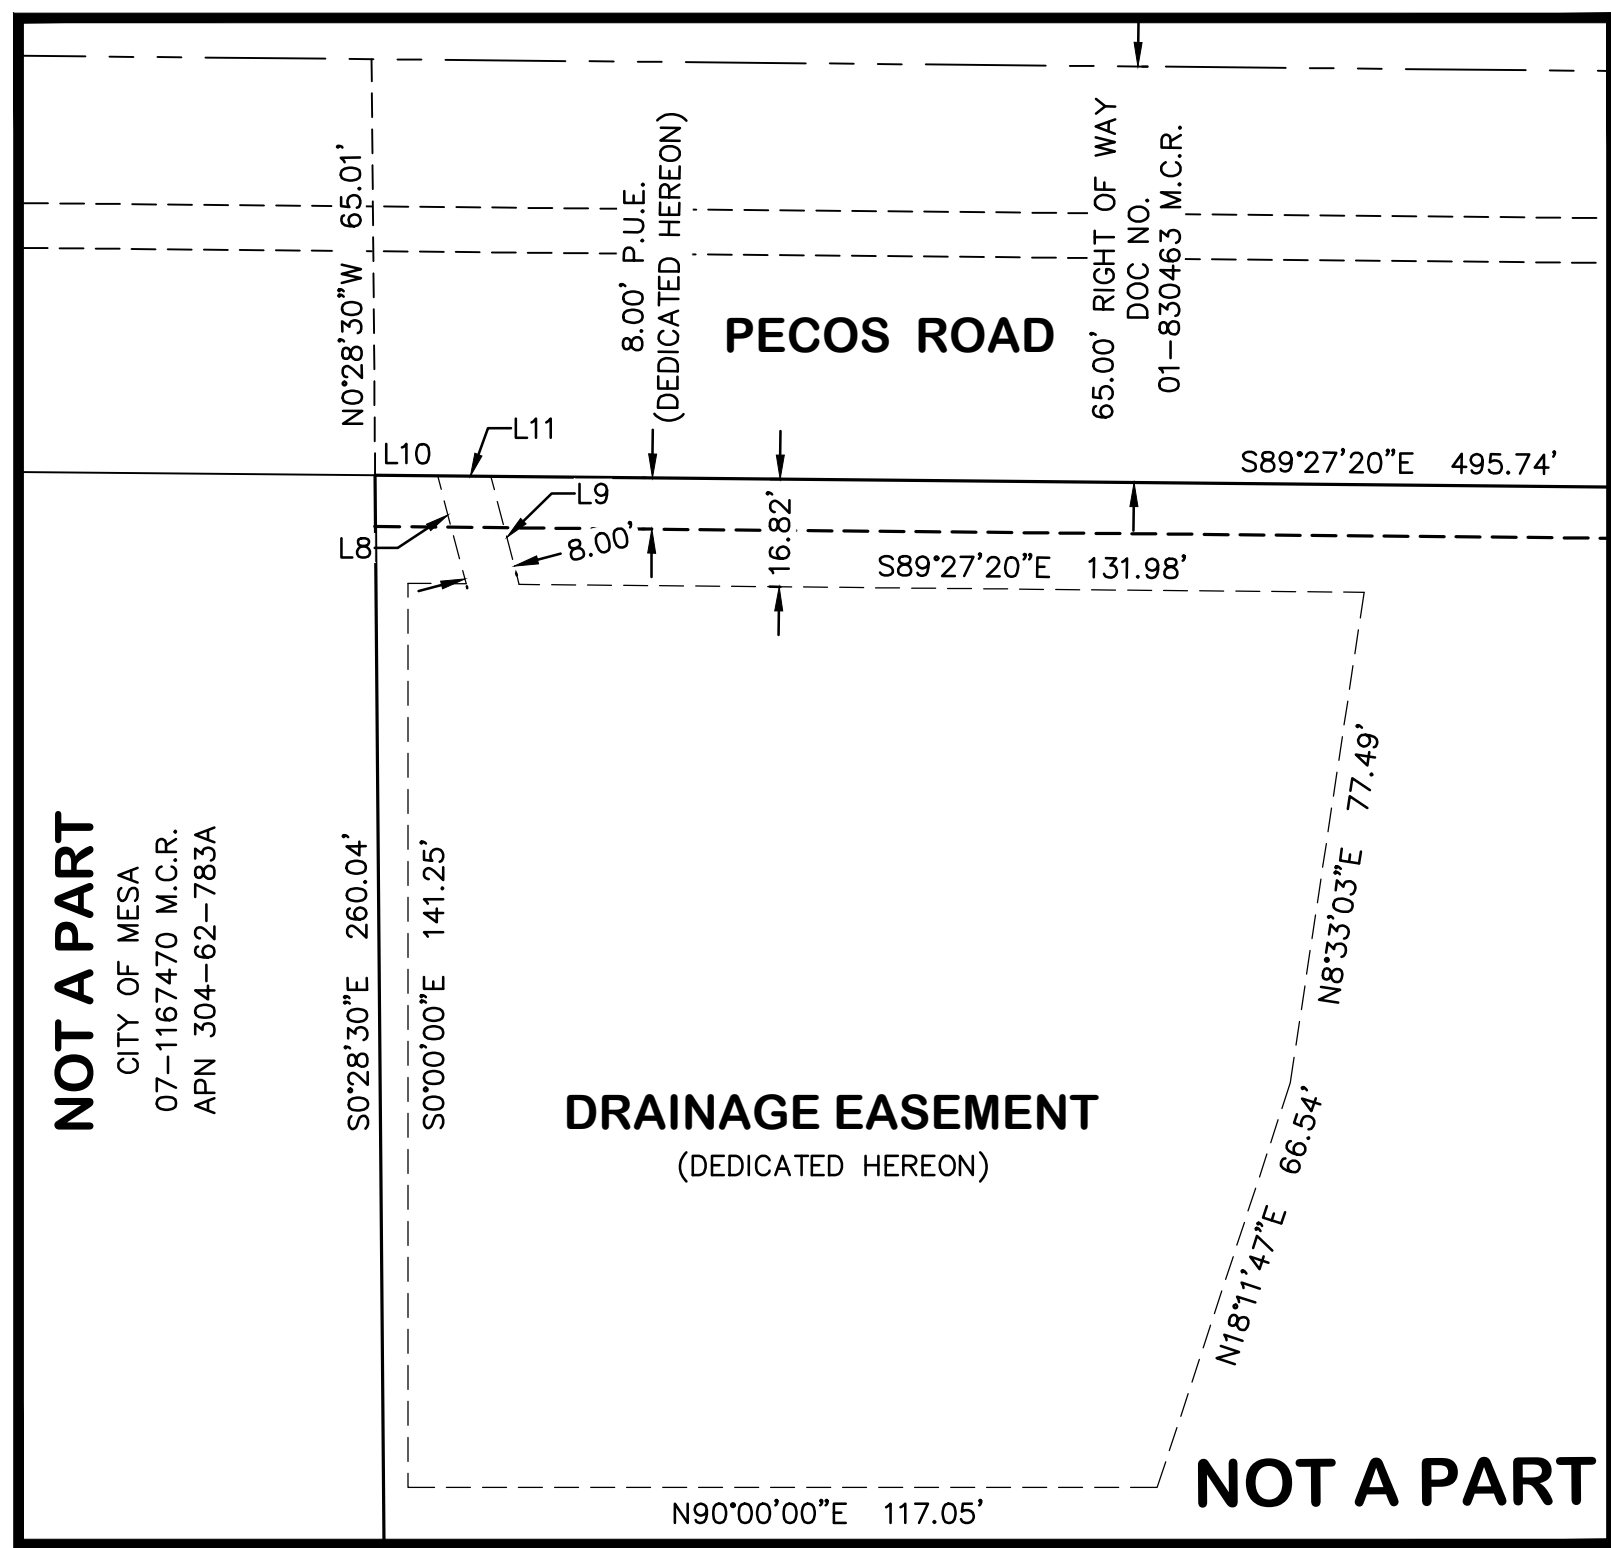 N0°28'30"W 65.01'
8.00' P.U.E.
(DEDICATED HEREON)
65.00' RIGHT OF WAY
DOC NO.
01-830463 M.C.R.
PECOS ROAD
L10
L11
S89°27'20"E 495.74'
L9
L8
8.00'
16.82'
S89°27'20"E 131.98'
NOT A PART
CITY OF MESA
07-1167470 M.C.R.
APN 304-62-783A
S0°28'30"E 260.04'
S0°00'00"E 141.25'
N8°33'03"E 77.49'
DRAINAGE EASEMENT
(DEDICATED HEREON)
N18°11'47"E 66.54'
NOT A PART
N90°00'00"E 117.05'